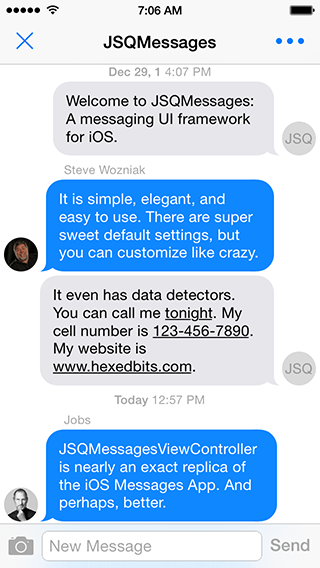 7:06 AM
JSQMessages
Dec 29, 1 4:07 PM
Welcome to JSQMessages:
A messaging UI framework
for iOS.
JSQ
Steve Wozniak
It is simple, elegant, and
easy to use. There are super
sweet default settings, but
you can customize like crazy.
It even has data detectors.
You can call me tonight. My
cell number is 123-456-7890.
My website is
www.hexedbits.com.
JSQ
Today 12:57 PM
Jobs
JSQMessagesViewController
is nearly an exact replica of
the iOS Messages App. And
perhaps, better.
New Message
Send